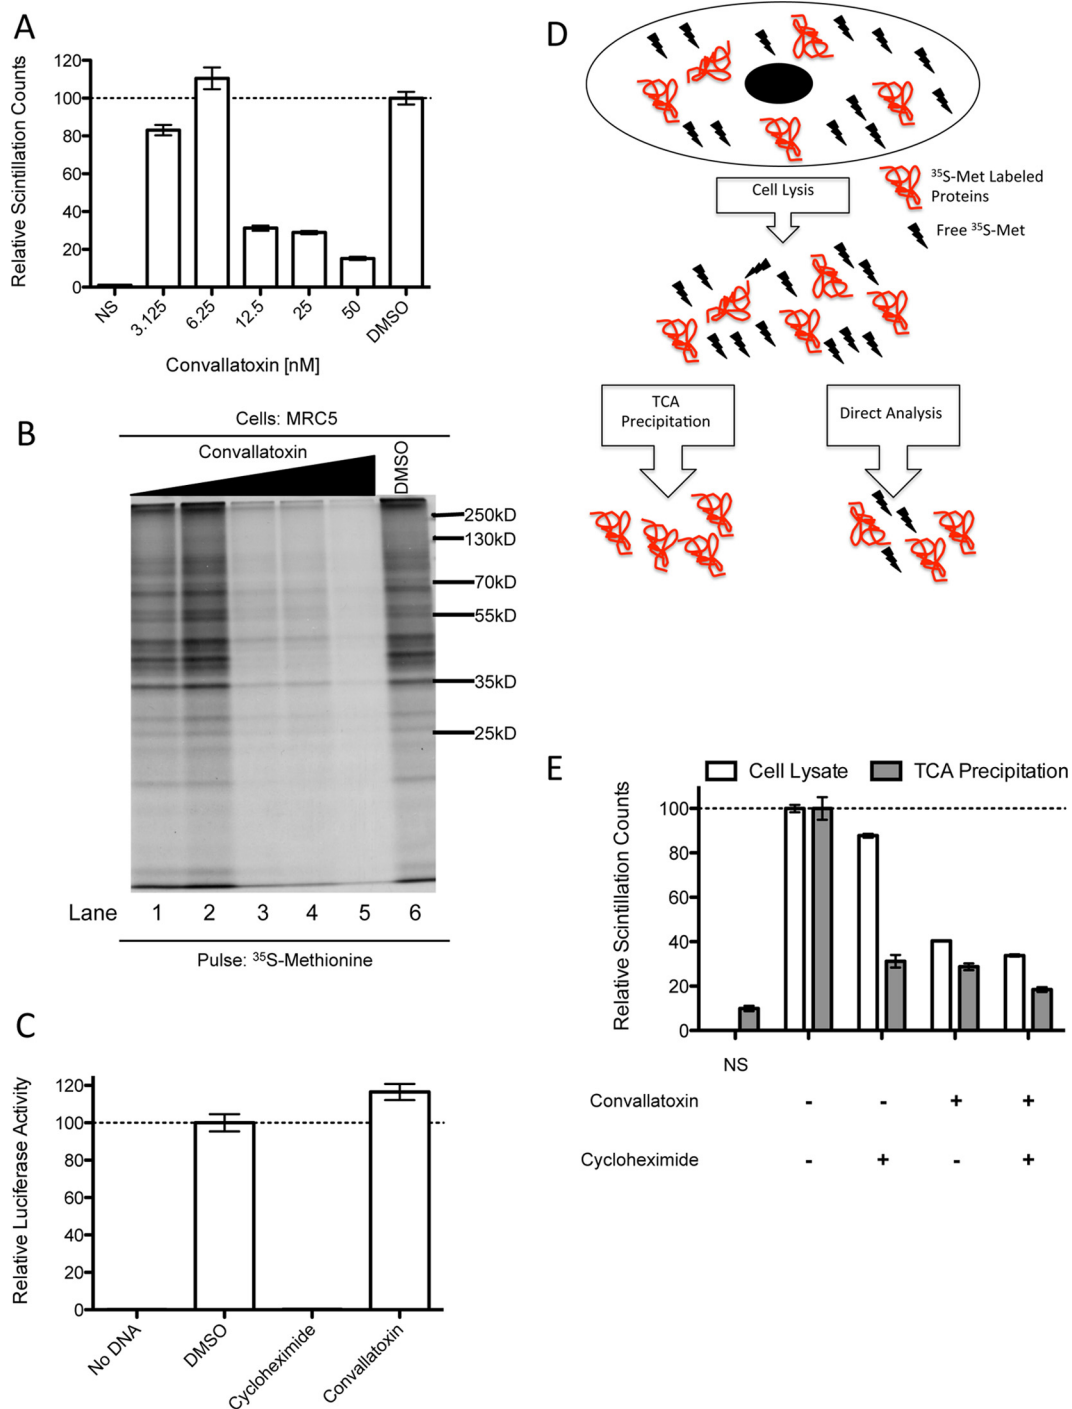 A
Relative Scintillation Counts
120
100
80
60
40
20
0
NS
3.125
6.25
12.5
25
50
DMSO
Convallatoxin [nM]
B
Cells: MRC5
Convallatoxin
DMSO
250kD
130kD
70kD
55kD
35kD
25kD
Lane 1 2 3 4 5 6
Pulse: ³⁵S-Methionine
C
Relative Luciferase Activity
120
100
80
60
40
20
0
No DNA
DMSO
Cycloheximide
Convallatoxin
D
Cell Lysis
³⁵S-Met Labeled
Proteins
Free ³⁵S-Met
TCA
Precipitation
Direct Analysis
E
Cell Lysate
TCA Precipitation
Relative Scintillation Counts
100
80
60
40
20
0
NS
Convallatoxin - - + +
Cycloheximide - + - +